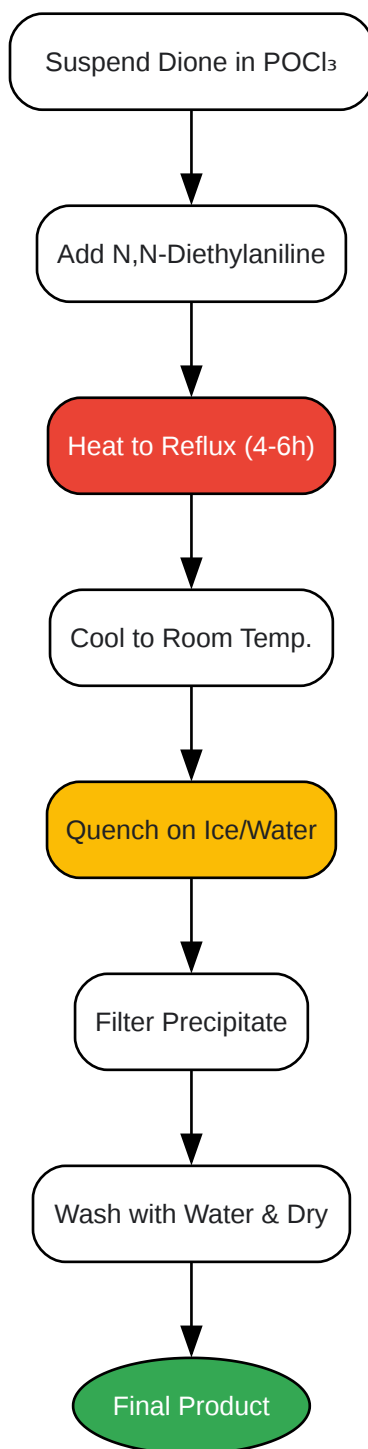 Suspend Dione in POCl₃
Add N,N-Diethylaniline
Heat to Reflux (4-6h)
Cool to Room Temp.
Quench on Ice/Water
Filter Precipitate
Wash with Water & Dry
Final Product